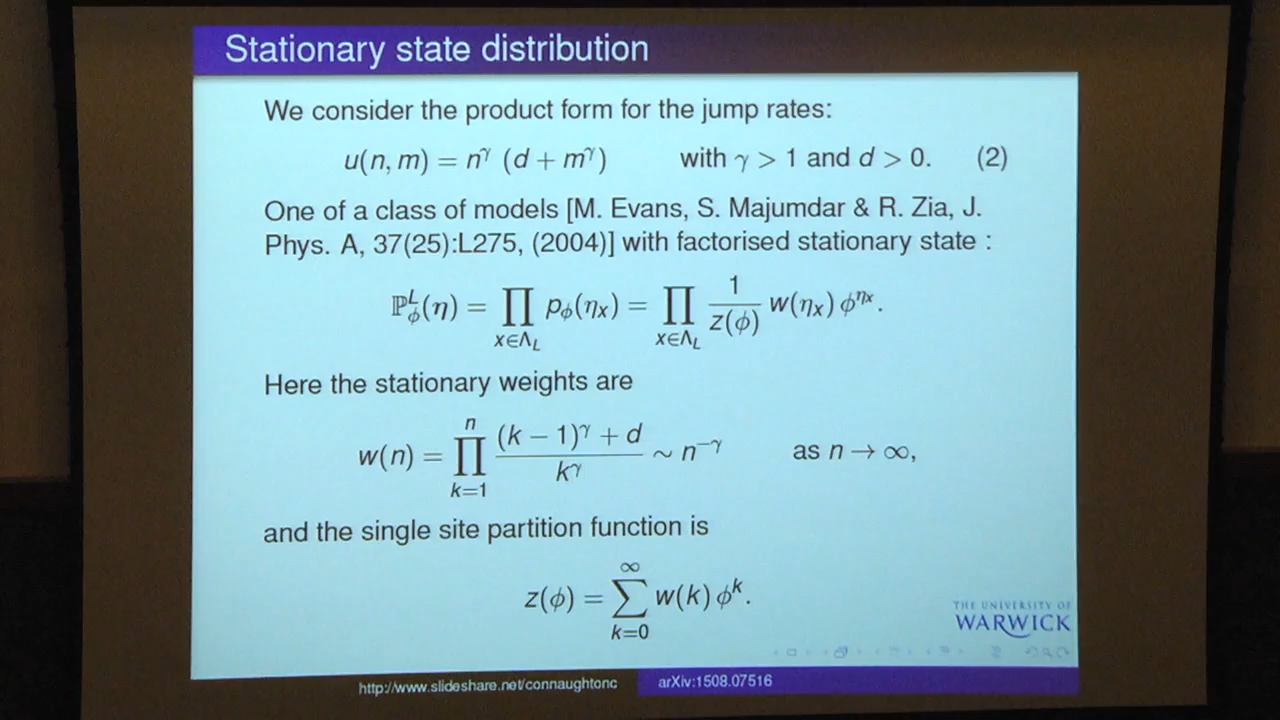 Stationary state distribution
We consider the product form for the jump rates:
u(n, m) = n^γ (d + m^γ) with γ > 1 and d > 0. (2)
One of a class of models [M. Evans, S. Majumdar & R. Zia, J.
Phys. A, 37(25):L275, (2004)] with factorised stationary state :
ℙ^L_ϕ(η) = ∏_{x∈Λ_L} p_ϕ(η_x) = ∏_{x∈Λ_L} 1/z(ϕ) w(η_x) ϕ^{η_x}.
Here the stationary weights are
w(n) = ∏_{k=1}^{n} ((k − 1)^γ + d)/k^γ ∼ n^{−γ} as n → ∞,
and the single site partition function is
z(ϕ) = ∑_{k=0}^{∞} w(k) ϕ^k.
THE UNIVERSITY OF
WARWICK
http://www.slideshare.net/connaughtonc arXiv:1508.07516